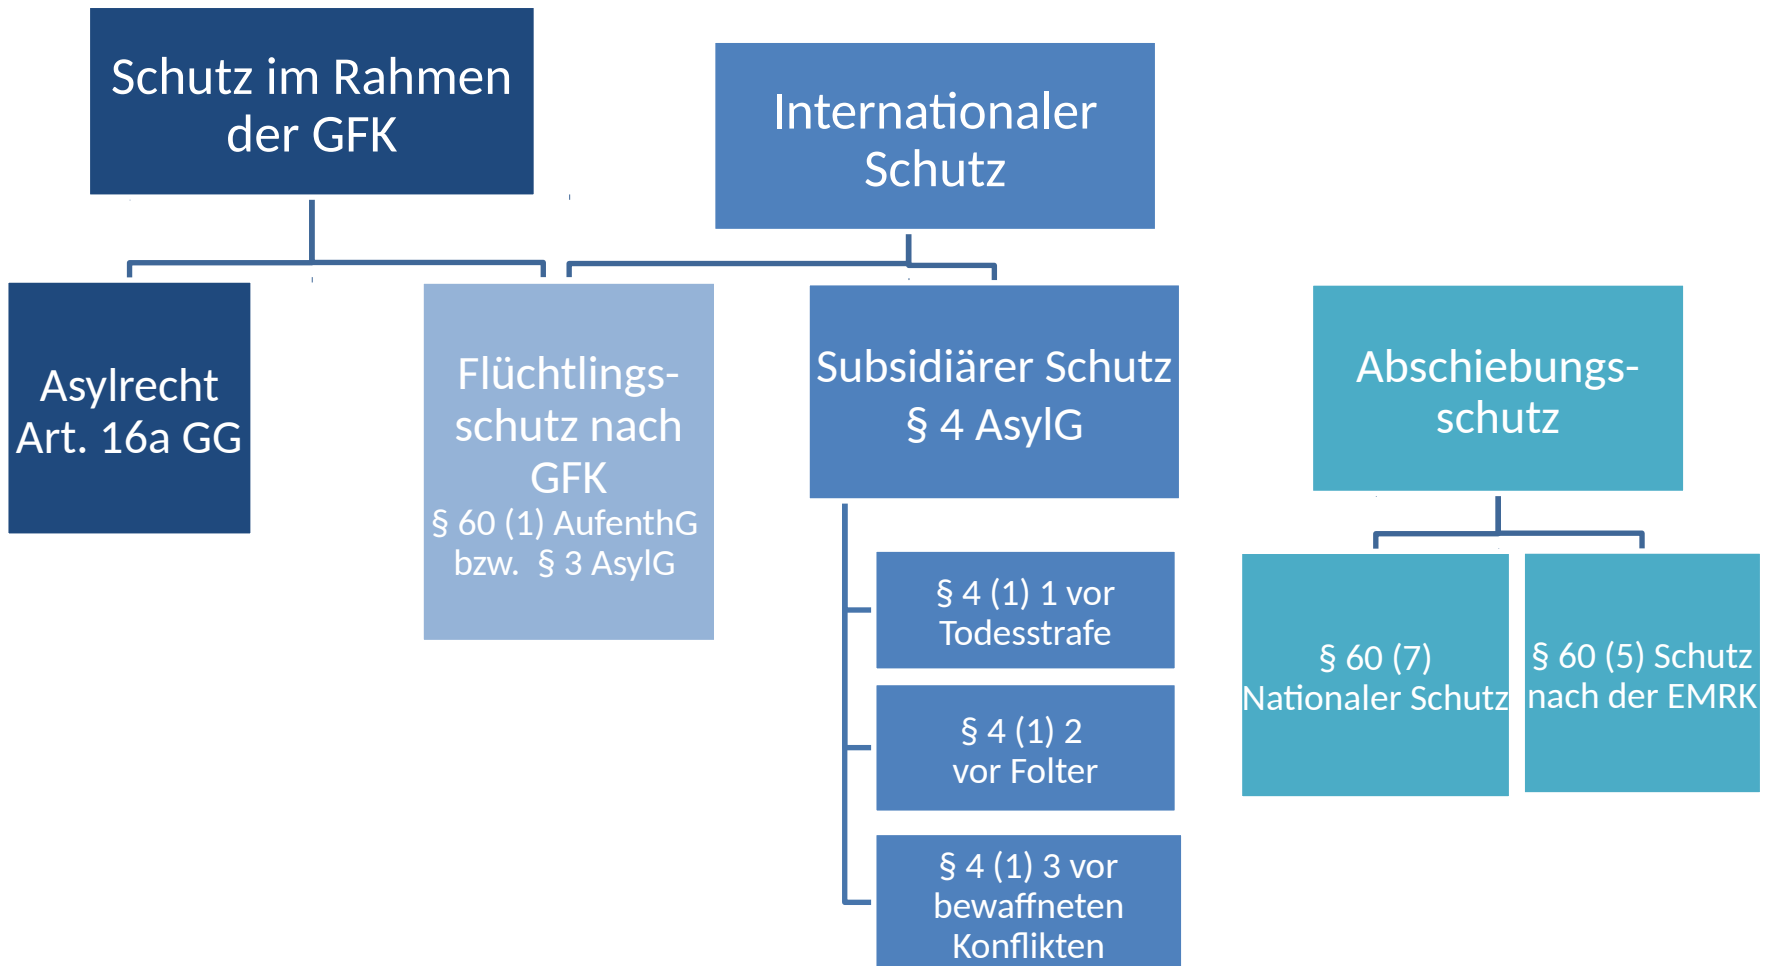 Schutz im Rahmen
der GFK
Internationaler
Schutz
Asylrecht
Art. 16a GG
Flüchtlings-
schutz nach
GFK
§ 60 (1) AufenthG
bzw.  § 3 AsylG
Subsidiärer Schutz
§ 4 AsylG
§ 4 (1) 1 vor
Todesstrafe
§ 4 (1) 2
vor Folter
§ 4 (1) 3 vor
bewaffneten
Konflikten
Abschiebungs-
schutz
§ 60 (7)
Nationaler Schutz
§ 60 (5) Schutz
nach der EMRK